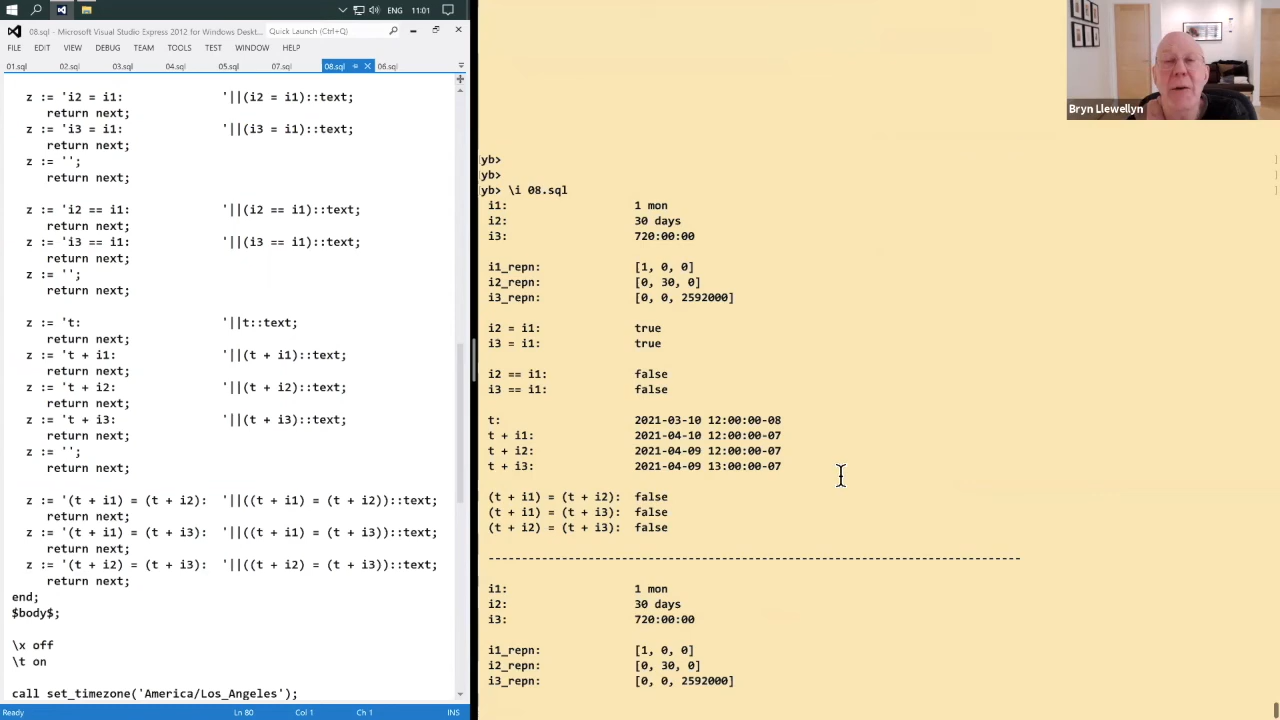 11:01
08.sql - Microsoft Visual Studio Express 2012 for Windows Deskt...
Quick Launch (Ctrl+Q)
FILE EDIT VIEW DEBUG TEAM TOOLS TEST WINDOW HELP
01.sql 02.sql 03.sql 04.sql 05.sql 07.sql 08.sql 06.sql
z := 'i2 = i1: '||(i2 = i1)::text;
return next;
z := 'i3 = i1: '||(i3 = i1)::text;
return next;
z := '';
return next;
z := 'i2 == i1: '||(i2 == i1)::text;
return next;
z := 'i3 == i1: '||(i3 == i1)::text;
return next;
z := '';
return next;
z := 't: '||t::text;
return next;
z := 't + i1: '||(t + i1)::text;
return next;
z := 't + i2: '||(t + i2)::text;
return next;
z := 't + i3: '||(t + i3)::text;
return next;
z := '';
return next;
z := '(t + i1) = (t + i2): '||((t + i1) = (t + i2))::text;
return next;
z := '(t + i1) = (t + i3): '||((t + i1) = (t + i3))::text;
return next;
z := '(t + i2) = (t + i3): '||((t + i2) = (t + i3))::text;
return next;
end;
$body$;
\x off
\t on
call set_timezone('America/Los_Angeles');
Ready Ln 80 Col 1 Ch 1 INS
yb>
yb>
yb> \i 08.sql
i1: 1 mon
i2: 30 days
i3: 720:00:00
i1_repn: [1, 0, 0]
i2_repn: [0, 30, 0]
i3_repn: [0, 0, 2592000]
i2 = i1: true
i3 = i1: true
i2 == i1: false
i3 == i1: false
t: 2021-03-10 12:00:00-08
t + i1: 2021-04-10 12:00:00-07
t + i2: 2021-04-09 12:00:00-07
t + i3: 2021-04-09 13:00:00-07
(t + i1) = (t + i2): false
(t + i1) = (t + i3): false
(t + i2) = (t + i3): false
--------------------------------------------------------------------------------
i1: 1 mon
i2: 30 days
i3: 720:00:00
i1_repn: [1, 0, 0]
i2_repn: [0, 30, 0]
i3_repn: [0, 0, 2592000]
Bryn Llewellyn